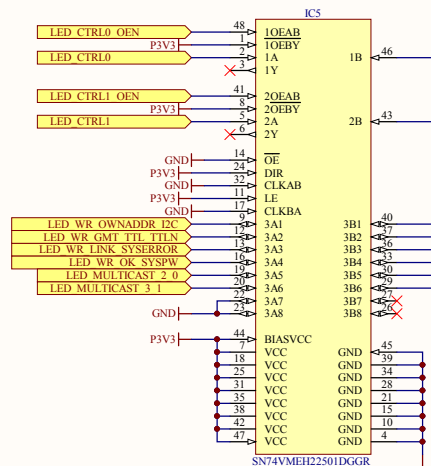 IC5
LED_CTRL0_OEN 48 1OEAB
P3V3 1 1OEBY
LED_CTRL0 2 1A 1B 46
3 1Y
LED_CTRL1_OEN 41 2OEAB
P3V3 8 2OEBY
LED_CTRL1 5 2A 2B 43
6 2Y
GND 14 OE
P3V3 24 DIR
GND 32 CLKAB
P3V3 11 LE
GND 17 CLKBA
LED_WR_OWNADDR_I2C 9 3A1 3B1 40
LED_WR_GMT_TTL_TTLN 12 3A2 3B2 37
LED_WR_LINK_SYSERROR 13 3A3 3B3 36
LED_WR_OK_SYSPW 16 3A4 3B4 33
LED_MULTICAST_2_0 19 3A5 3B5 30
LED_MULTICAST_3_1 20 3A6 3B6 29
22 3A7 3B7 27
GND 23 3A8 3B8 26
P3V3 44 BIASVCC
7 VCC GND 45
18 VCC GND 39
25 VCC GND 34
31 VCC GND 28
35 VCC GND 21
38 VCC GND 15
42 VCC GND 10
47 VCC GND 4
SN74VMEH22501DGGR